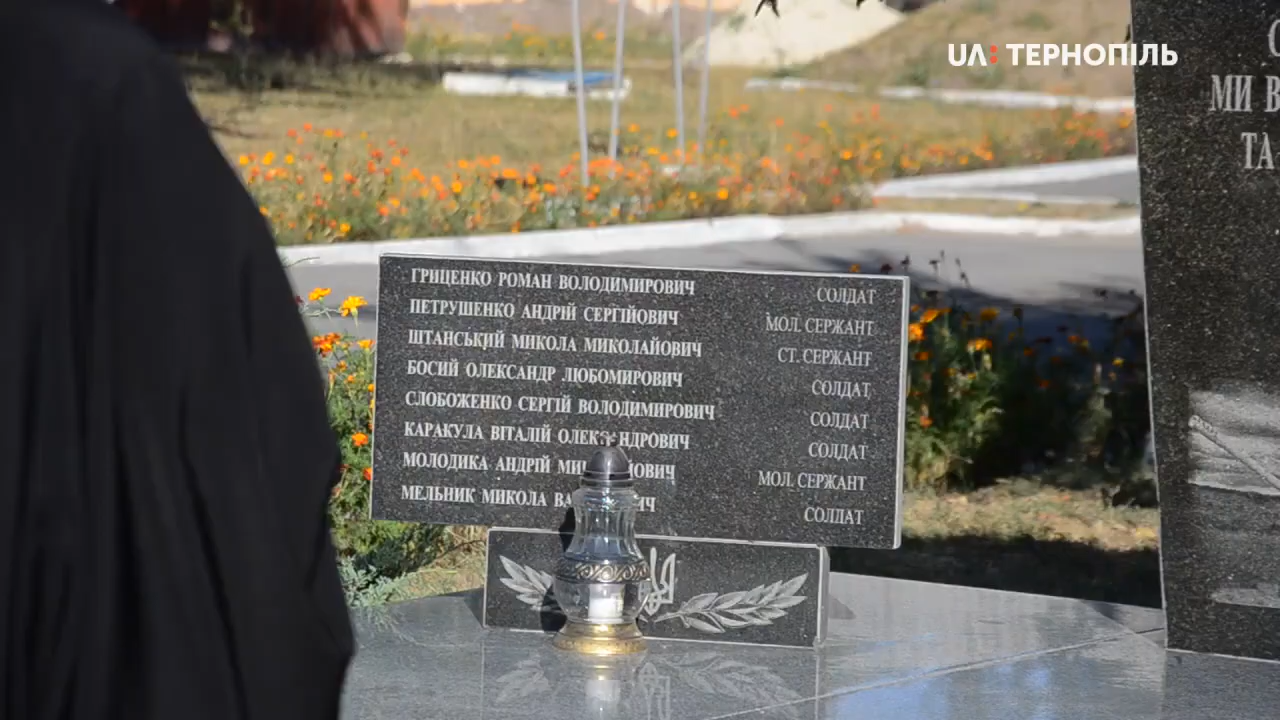 UA: ТЕРНОПІЛЬ
МИ В
ТА
ГРИЦЕНКО РОМАН ВОЛОДИМИРОВИЧ СОЛДАТ
ПЕТРУШЕНКО АНДРІЙ СЕРГІЙОВИЧ МОЛ. СЕРЖАНТ
ШТАНСЬКИЙ МИКОЛА МИКОЛАЙОВИЧ СТ. СЕРЖАНТ
БОСИЙ ОЛЕКСАНДР ЛЮБОМИРОВИЧ СОЛДАТ
СЛОБОЖЕНКО СЕРГІЙ ВОЛОДИМИРОВИЧ СОЛДАТ
КАРАКУЛА ВІТАЛІЙ ОЛЕКСАНДРОВИЧ СОЛДАТ
МОЛОДИКА АНДРІЙ МОЛ. СЕРЖАНТ
МЕЛЬНИК МИКОЛА СОЛДАТ